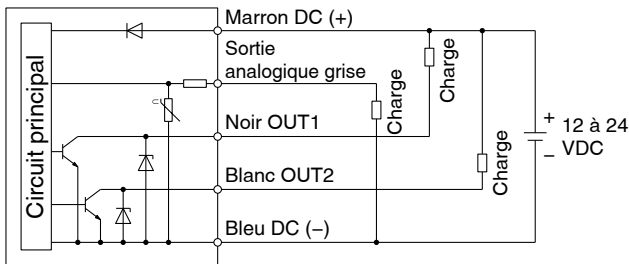 Marron DC (+)
Sortie
analogique grise
Circuit principal
Charge
Charge
Noir OUT1
+ 12 à 24
− VDC
Charge
Blanc OUT2
Bleu DC (−)